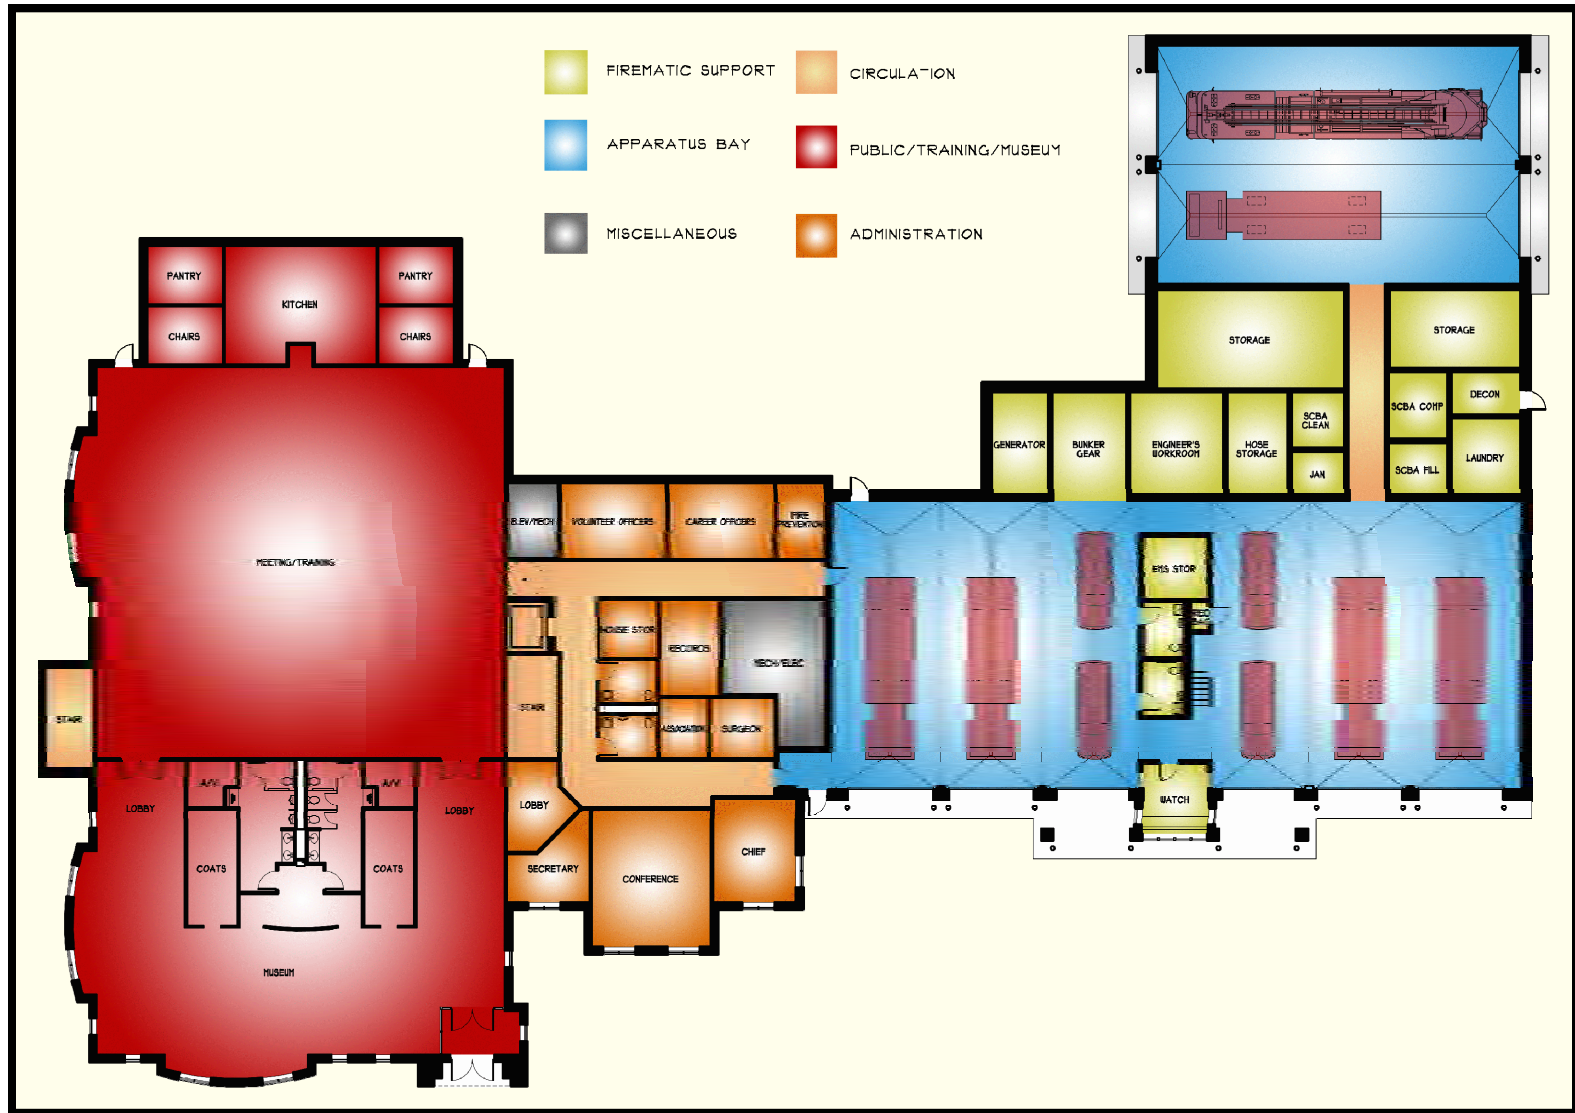 FIREMATIC SUPPORT
CIRCULATION
APPARATUS BAY
PUBLIC/TRAINING/MUSEUM
MISCELLANEOUS
ADMINISTRATION
PANTRY
KITCHEN
PANTRY
CHAIRS
CHAIRS
STORAGE
STORAGE
SCBA COMP
DECON
GENERATOR
BUNKER
GEAR
ENGINEER'S
WORKROOM
HOSE
STORAGE
SCBA
CLEAN
JAN
SCBA FILL
LAUNDRY
ELEV/MECH
VOLUNTEER OFFICERS
CAREER OFFICERS
FIRE
PREVENTION
MEETING/TRAINING
EMS STOR
HOUSE STOR
RECORDS
MECH/ELEC
STAIR
STAIR
ASSOCIATION
SURGEON
A/V
A/V
LOBBY
LOBBY
LOBBY
WATCH
COATS
COATS
SECRETARY
CONFERENCE
CHIEF
MUSEUM